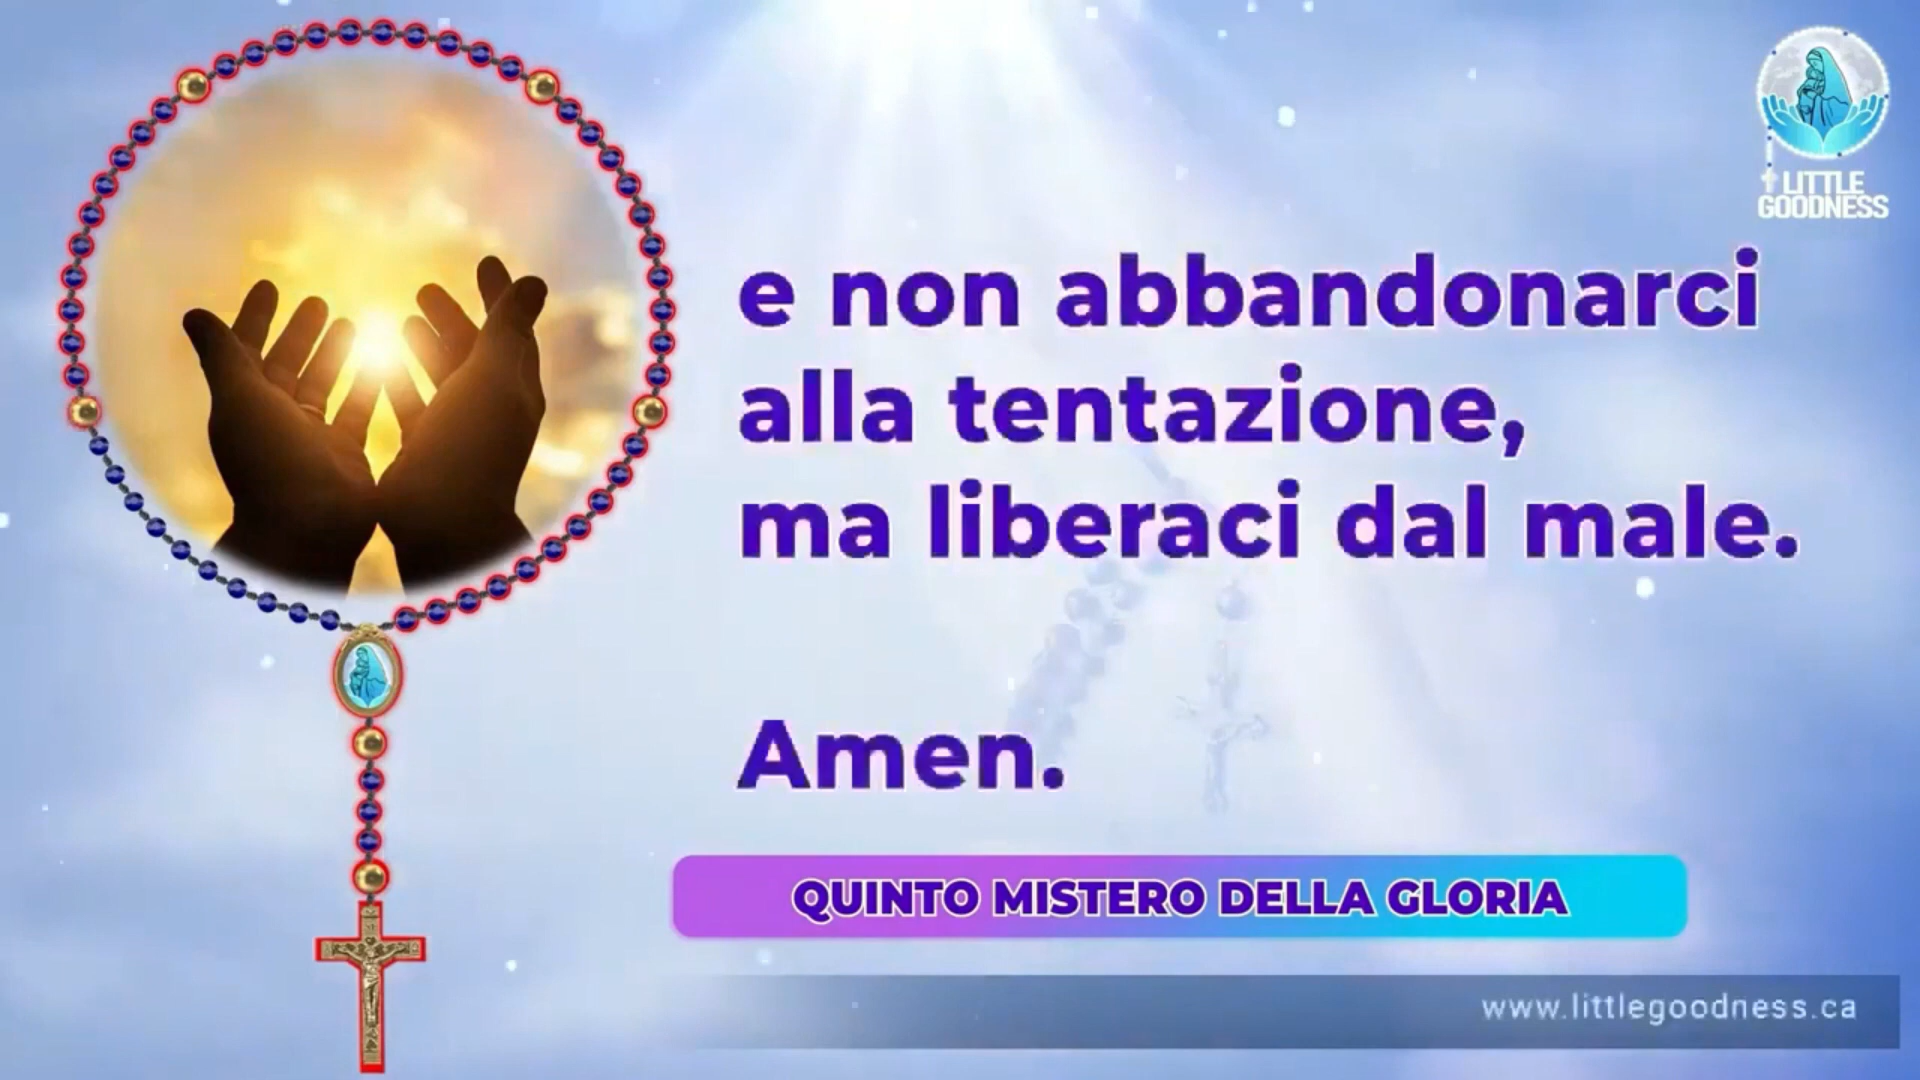 LITTLE
GOODNESS
e non abbandonarci
alla tentazione,
ma liberaci dal male.
Amen.
QUINTO MISTERO DELLA GLORIA
www.littlegoodness.ca